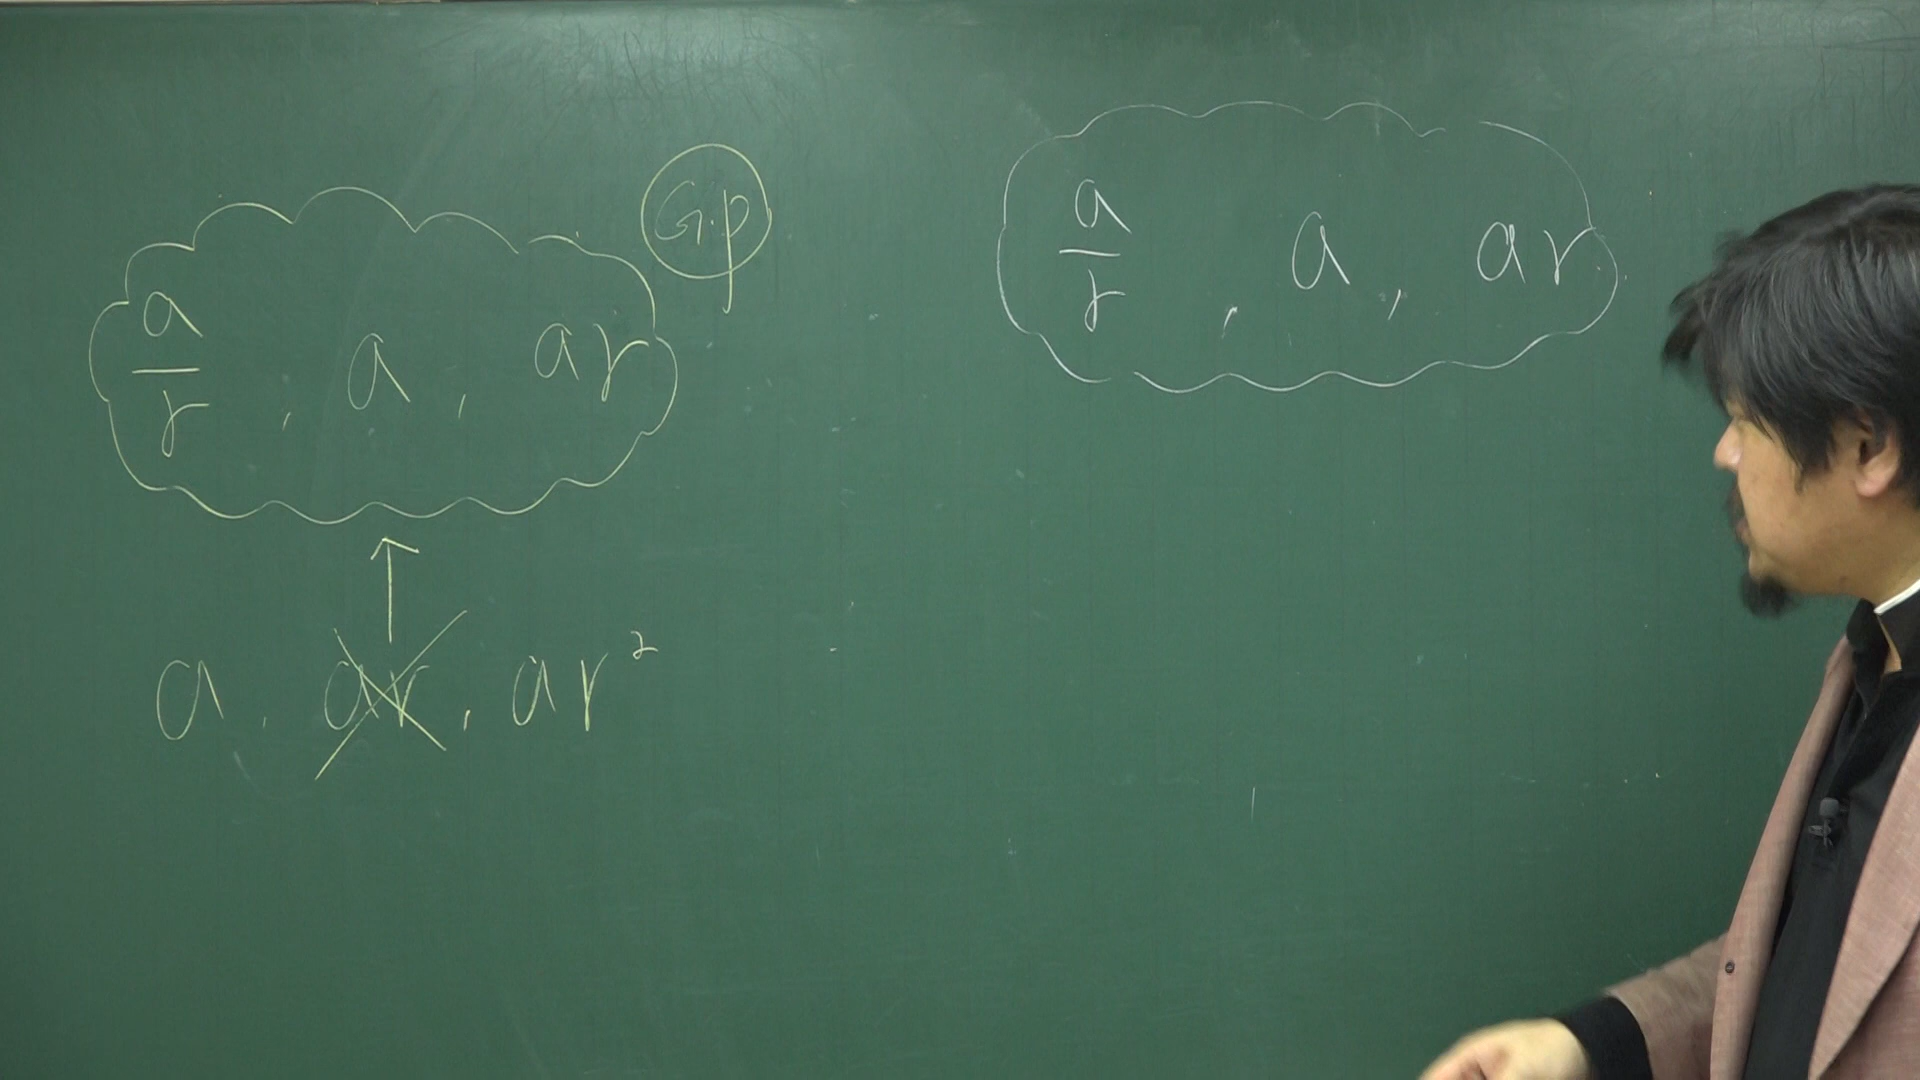 G.P
a/r , a , ar
a , ar , ar²
a/r , a , ar